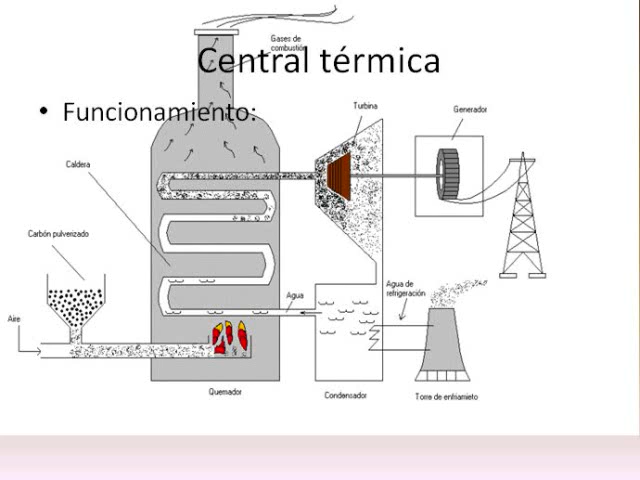 Gases de
combustión
Central térmica
• Funcionamiento:
Turbina
Generador
Caldera
Carbón pulverizado
Agua de
refrigeración
Agua
Aire
Quemador
Condensador
Torre de enfriamieto